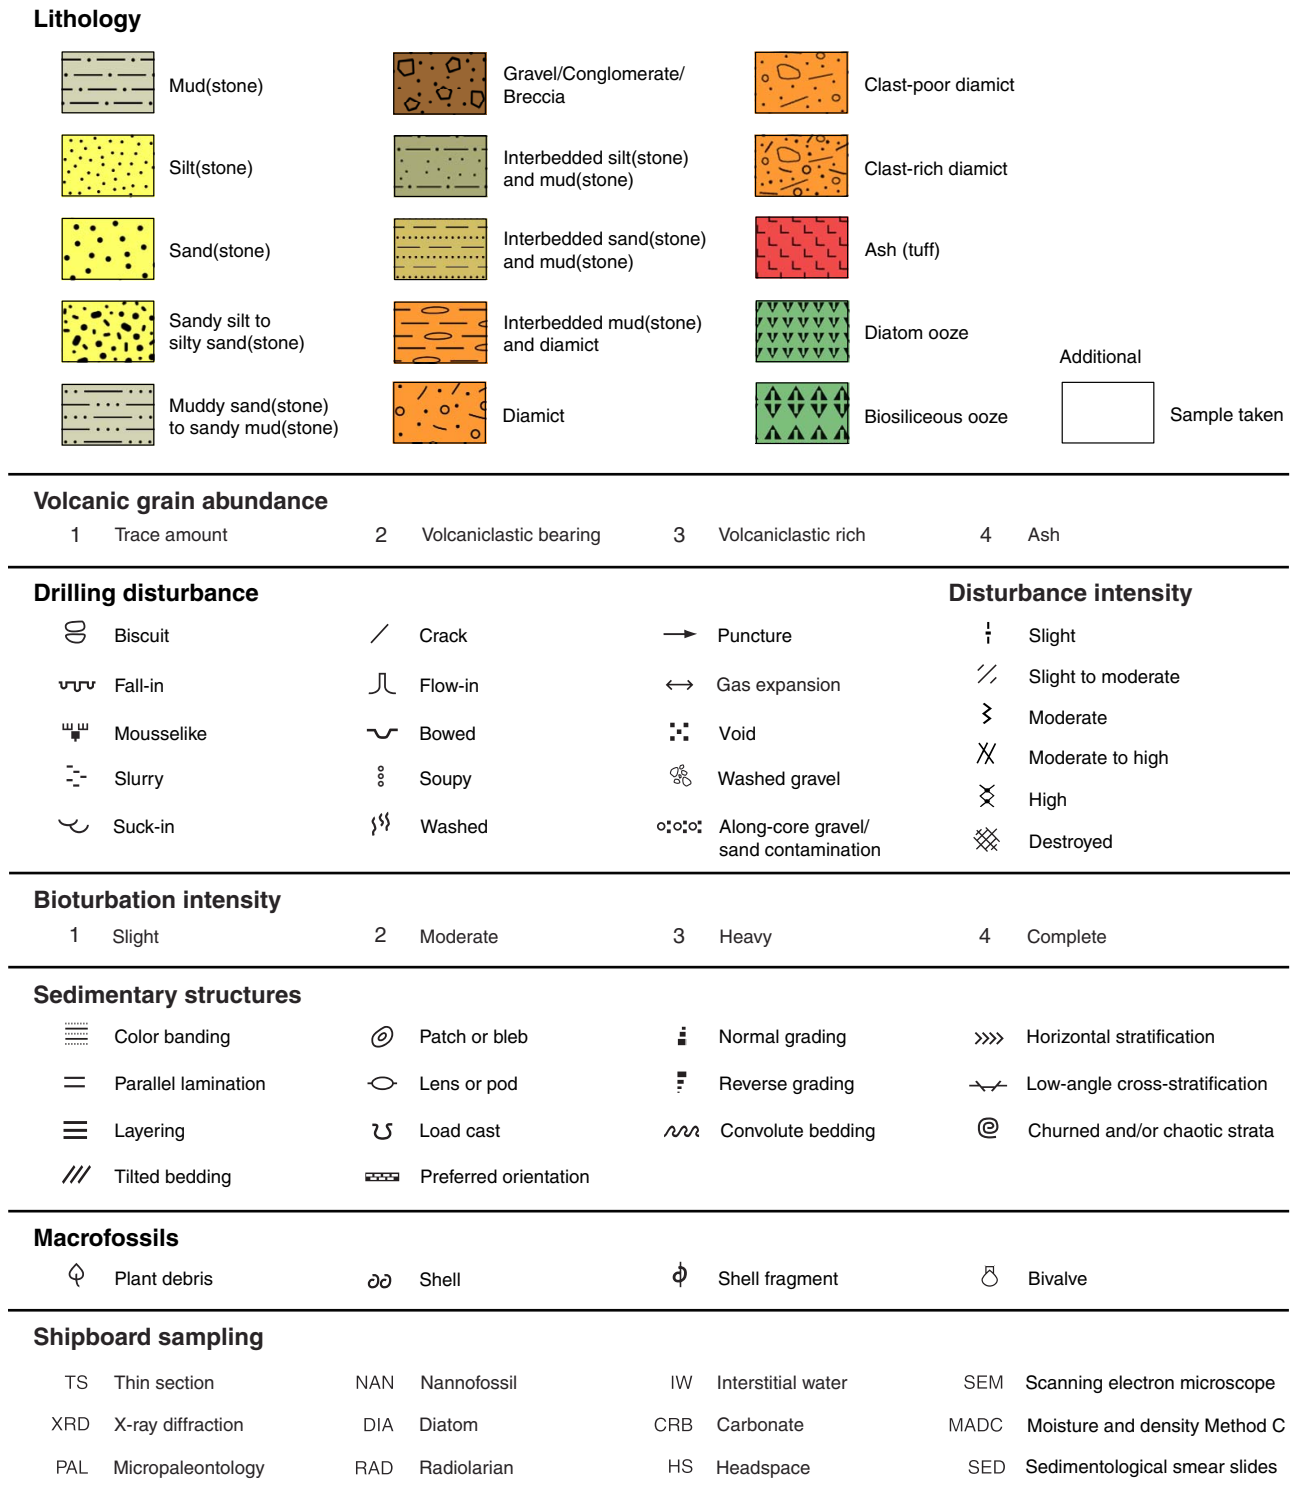 Lithology
Mud(stone)
Gravel/Conglomerate/
Breccia
Clast-poor diamict
Silt(stone)
Interbedded silt(stone)
and mud(stone)
Clast-rich diamict
Sand(stone)
Interbedded sand(stone)
and mud(stone)
Ash (tuff)
Sandy silt to
silty sand(stone)
Interbedded mud(stone)
and diamict
Diatom ooze
Additional
Muddy sand(stone)
to sandy mud(stone)
Diamict
Biosiliceous ooze
Sample taken
Volcanic grain abundance
1 Trace amount 2 Volcaniclastic bearing 3 Volcaniclastic rich 4 Ash
Drilling disturbance
Disturbance intensity
Biscuit Crack Puncture
Fall-in Flow-in Gas expansion
Mousselike Bowed Void
Slurry Soupy Washed gravel
Suck-in Washed Along-core gravel/
sand contamination
Slight
Slight to moderate
Moderate
Moderate to high
High
Destroyed
Bioturbation intensity
1 Slight 2 Moderate 3 Heavy 4 Complete
Sedimentary structures
Color banding Patch or bleb Normal grading Horizontal stratification
Parallel lamination Lens or pod Reverse grading Low-angle cross-stratification
Layering Load cast Convolute bedding Churned and/or chaotic strata
Tilted bedding Preferred orientation
Macrofossils
Plant debris Shell Shell fragment Bivalve
Shipboard sampling
TS Thin section NAN Nannofossil IW Interstitial water SEM Scanning electron microscope
XRD X-ray diffraction DIA Diatom CRB Carbonate MADC Moisture and density Method C
PAL Micropaleontology RAD Radiolarian HS Headspace SED Sedimentological smear slides